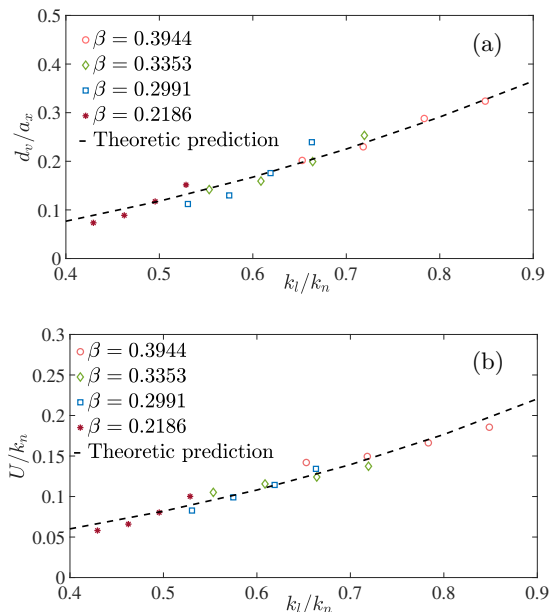 0.5
(a)
β = 0.3944
0.4
β = 0.3353
β = 0.2991
0.3
β = 0.2186
Theoretic prediction
d_v/a_x
0.2
0.1
0
0.4 0.5 0.6 0.7 0.8 0.9
k_l/k_n
0.3
(b)
β = 0.3944
0.25
β = 0.3353
β = 0.2991
0.2
β = 0.2186
Theoretic prediction
0.15
U/k_n
0.1
0.05
0
0.4 0.5 0.6 0.7 0.8 0.9
k_l/k_n